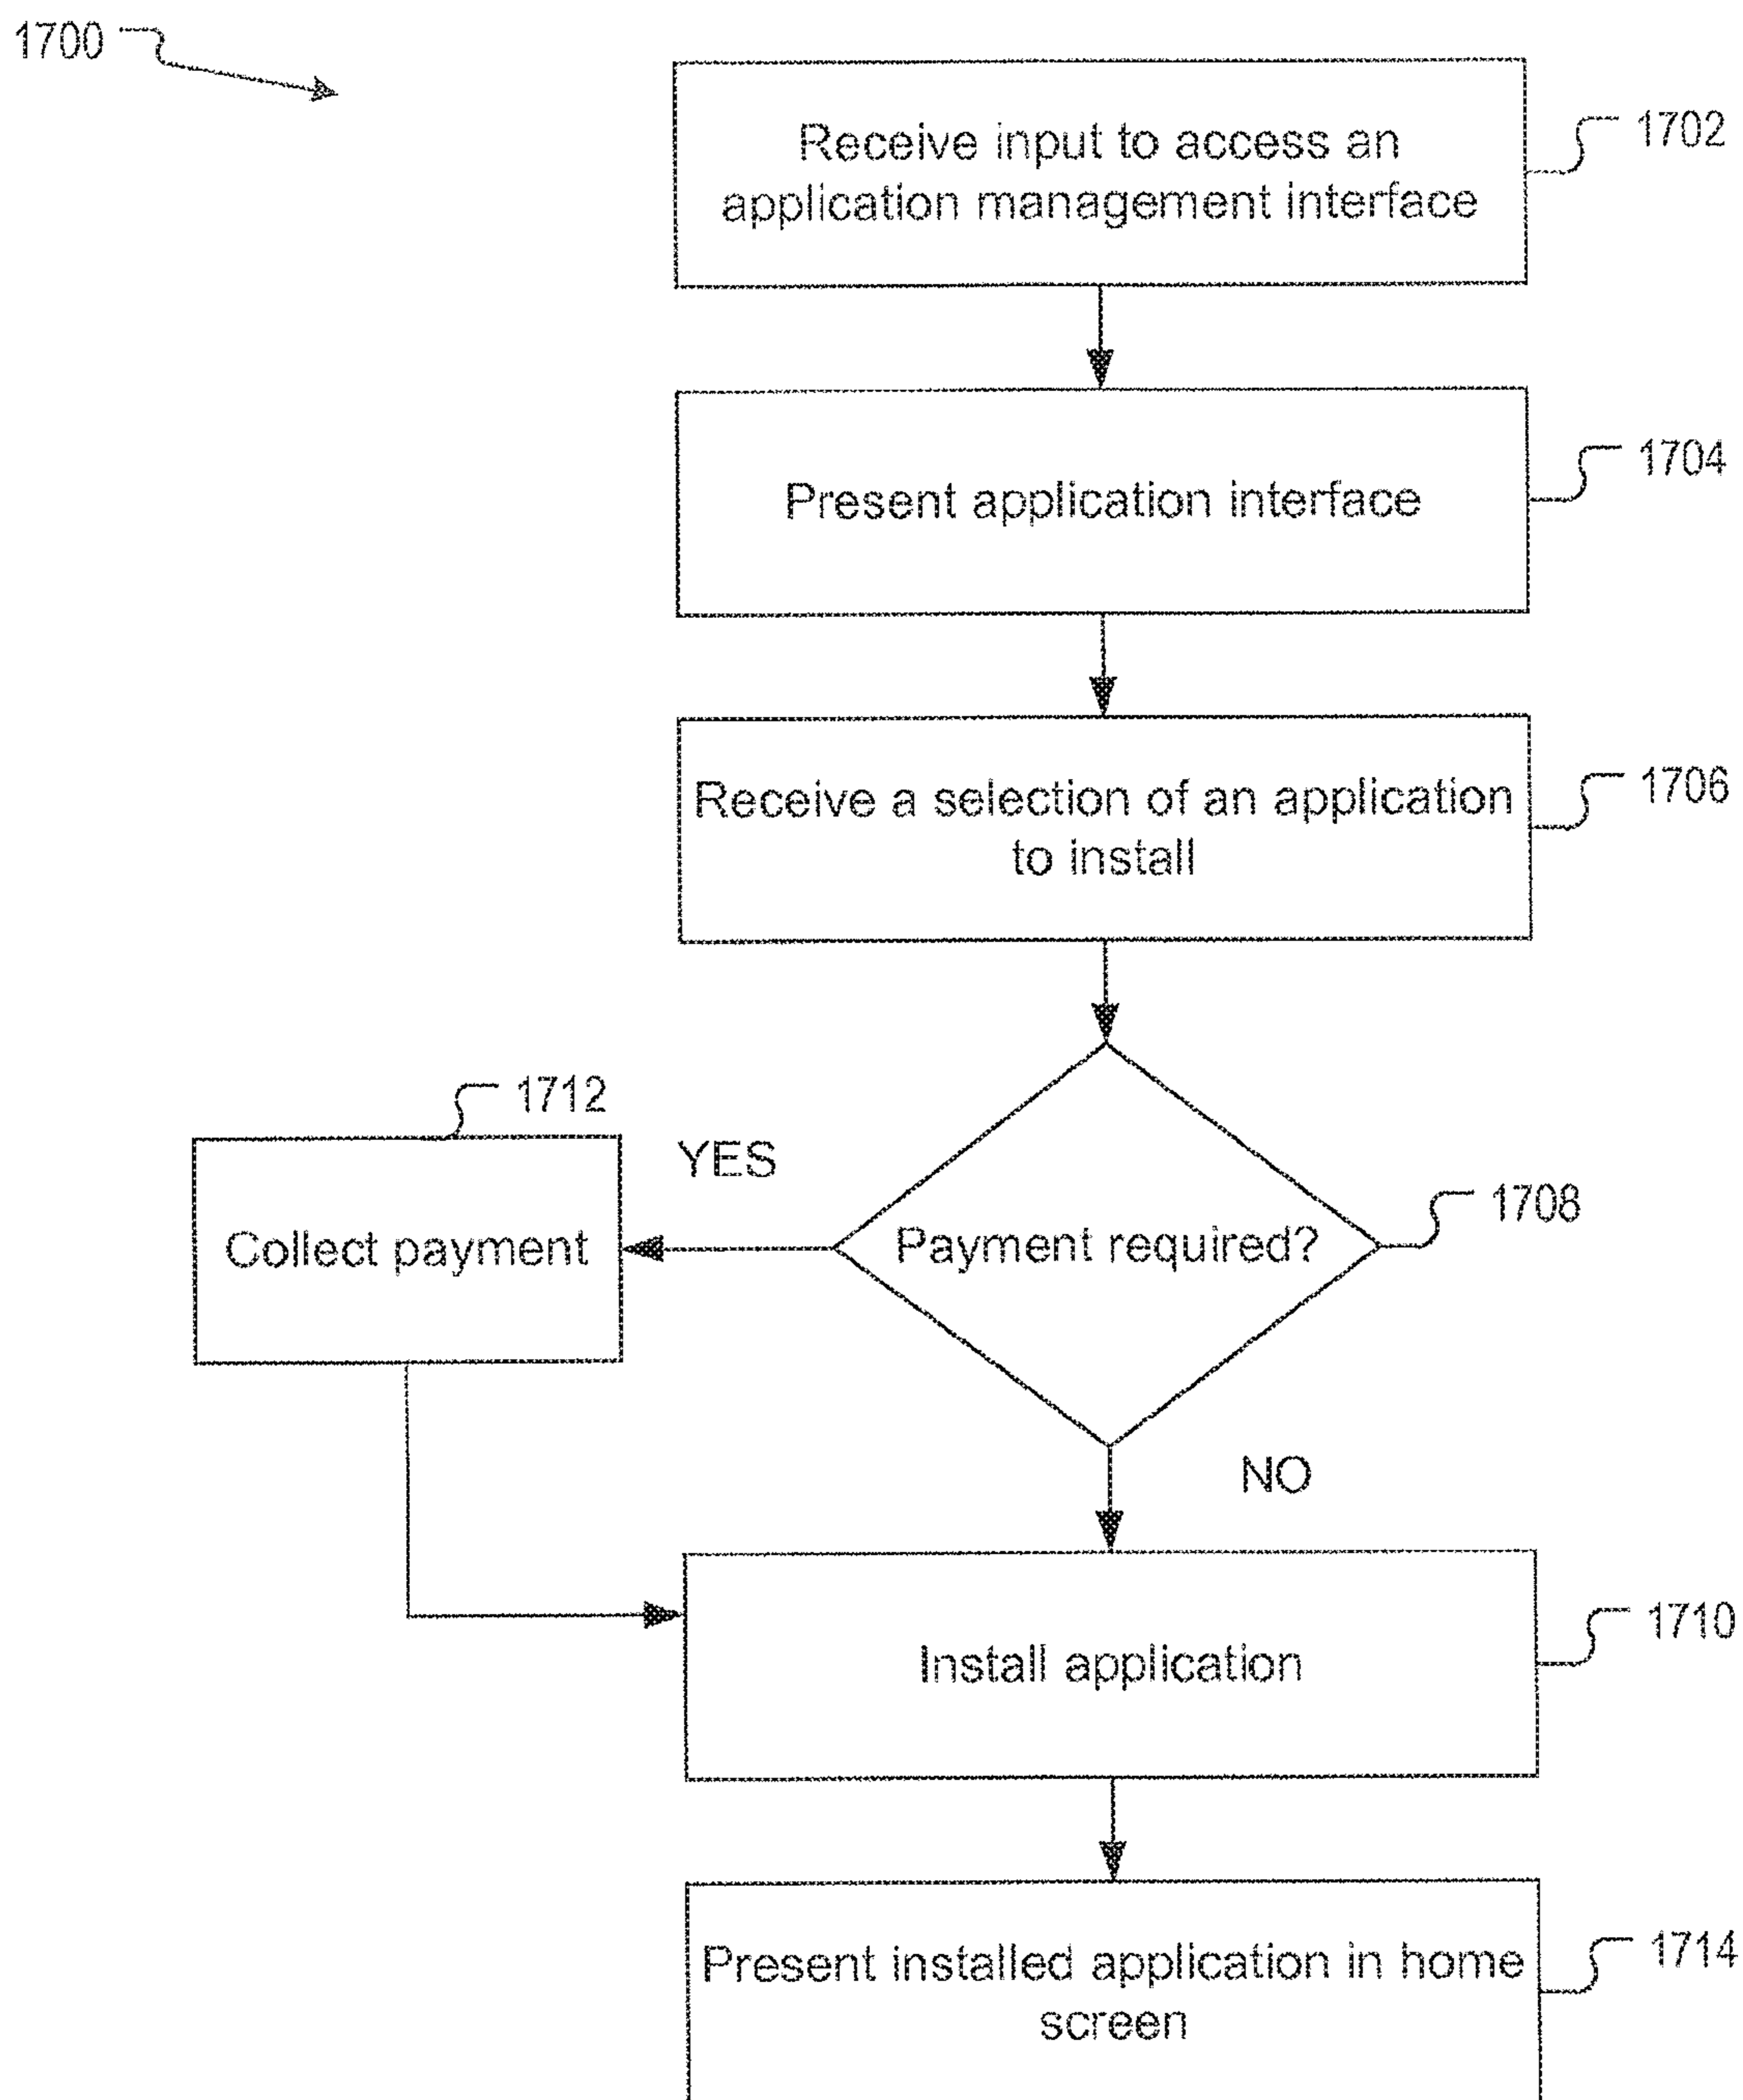 1700
Receive input to access an
application management interface
1702
Present application interface
1704
Receive a selection of an application
to install
1706
1712
YES
Collect payment
Payment required?
1708
NO
Install application
1710
Present installed application in home
screen
1714